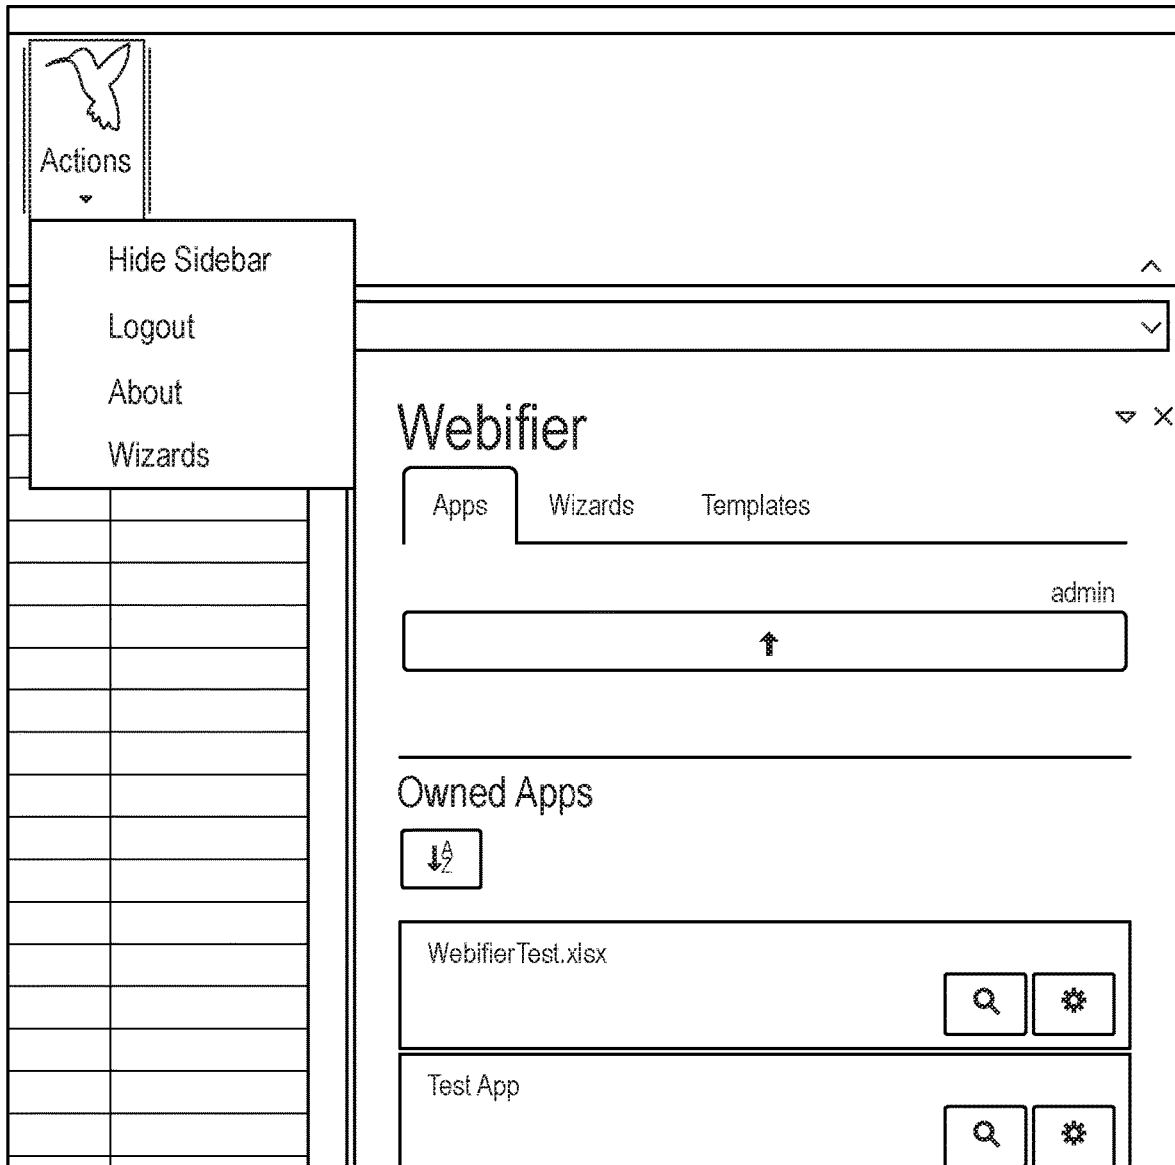 Actions
Hide Sidebar
Logout
About
Wizards
Webifier
Apps Wizards Templates
admin
Owned Apps
A
Z
WebifierTest.xlsx
Test App